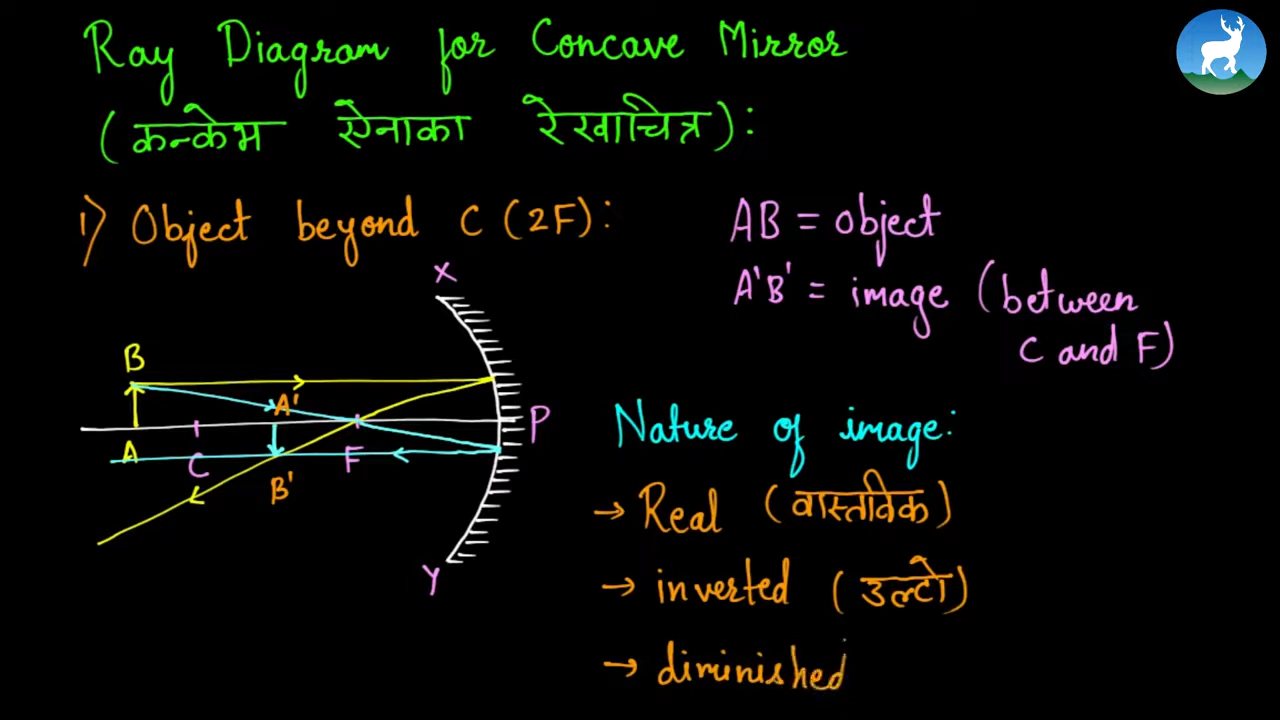 Ray Diagram for Concave Mirror
(कन्केभ ऐनाका रेखाचित्र):
1) Object beyond C (2F):
AB = object
A'B' = image (between
C and F)
X
B
A'
P
A
C
F
B'
Y
Nature of image:
→ Real (वास्तविक)
→ inverted (उल्टो)
→ diminished